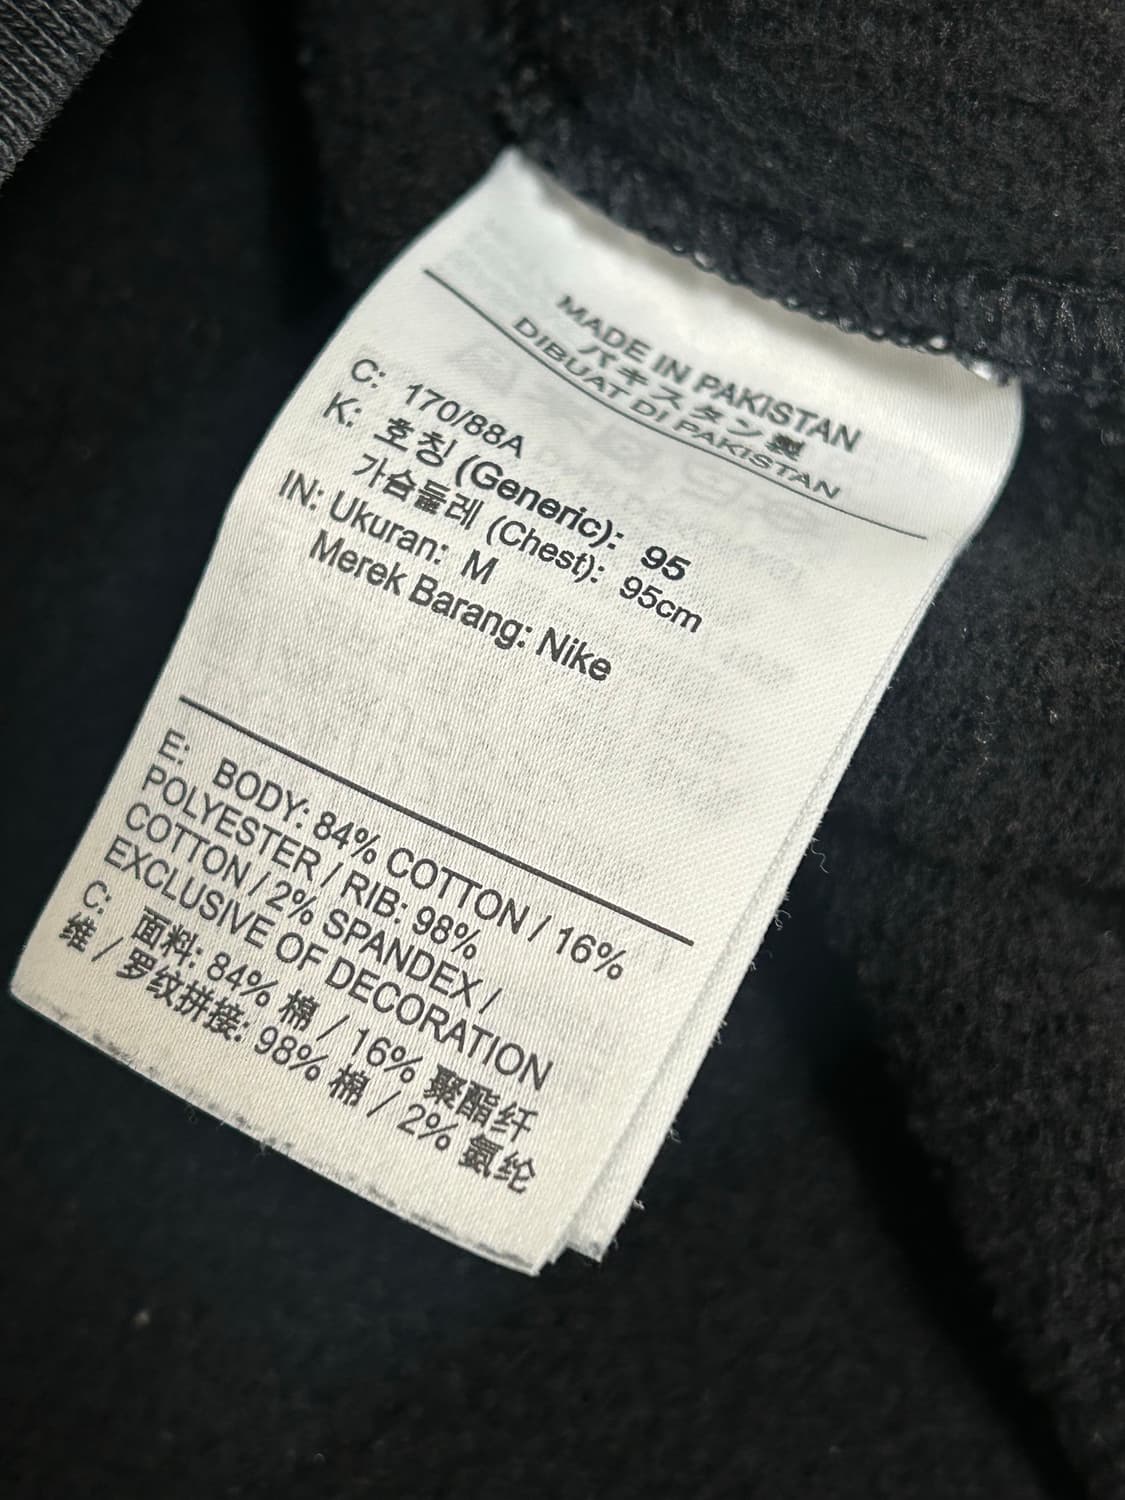 MADE IN PAKISTAN
パキスタン製
DIBUAT DI PAKISTAN
C: 170/88A
K: 호칭 (Generic): 95
가슴둘레 (Chest): 95cm
IN: Ukuran: M
Merek Barang: Nike
E: BODY: 84% COTTON / 16%
POLYESTER / RIB: 98%
COTTON / 2% SPANDEX /
EXCLUSIVE OF DECORATION
C: 面料: 84% 棉 / 16% 聚酯纤
维 / 罗纹拼接: 98% 棉 / 2% 氨纶